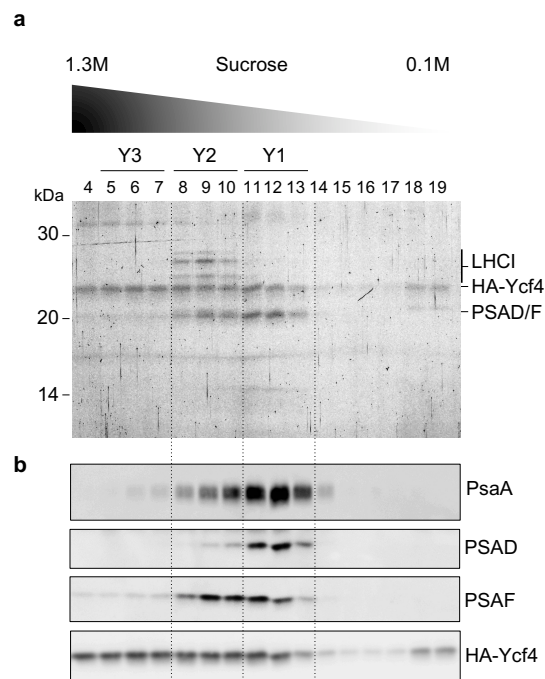 a
1.3M Sucrose 0.1M
Y3 Y2 Y1
kDa 4 5 6 7 8 9 10 11 12 13 14 15 16 17 18 19
30
LHCI
HA-Ycf4
20
PSAD/F
14
b
PsaA
PSAD
PSAF
HA-Ycf4